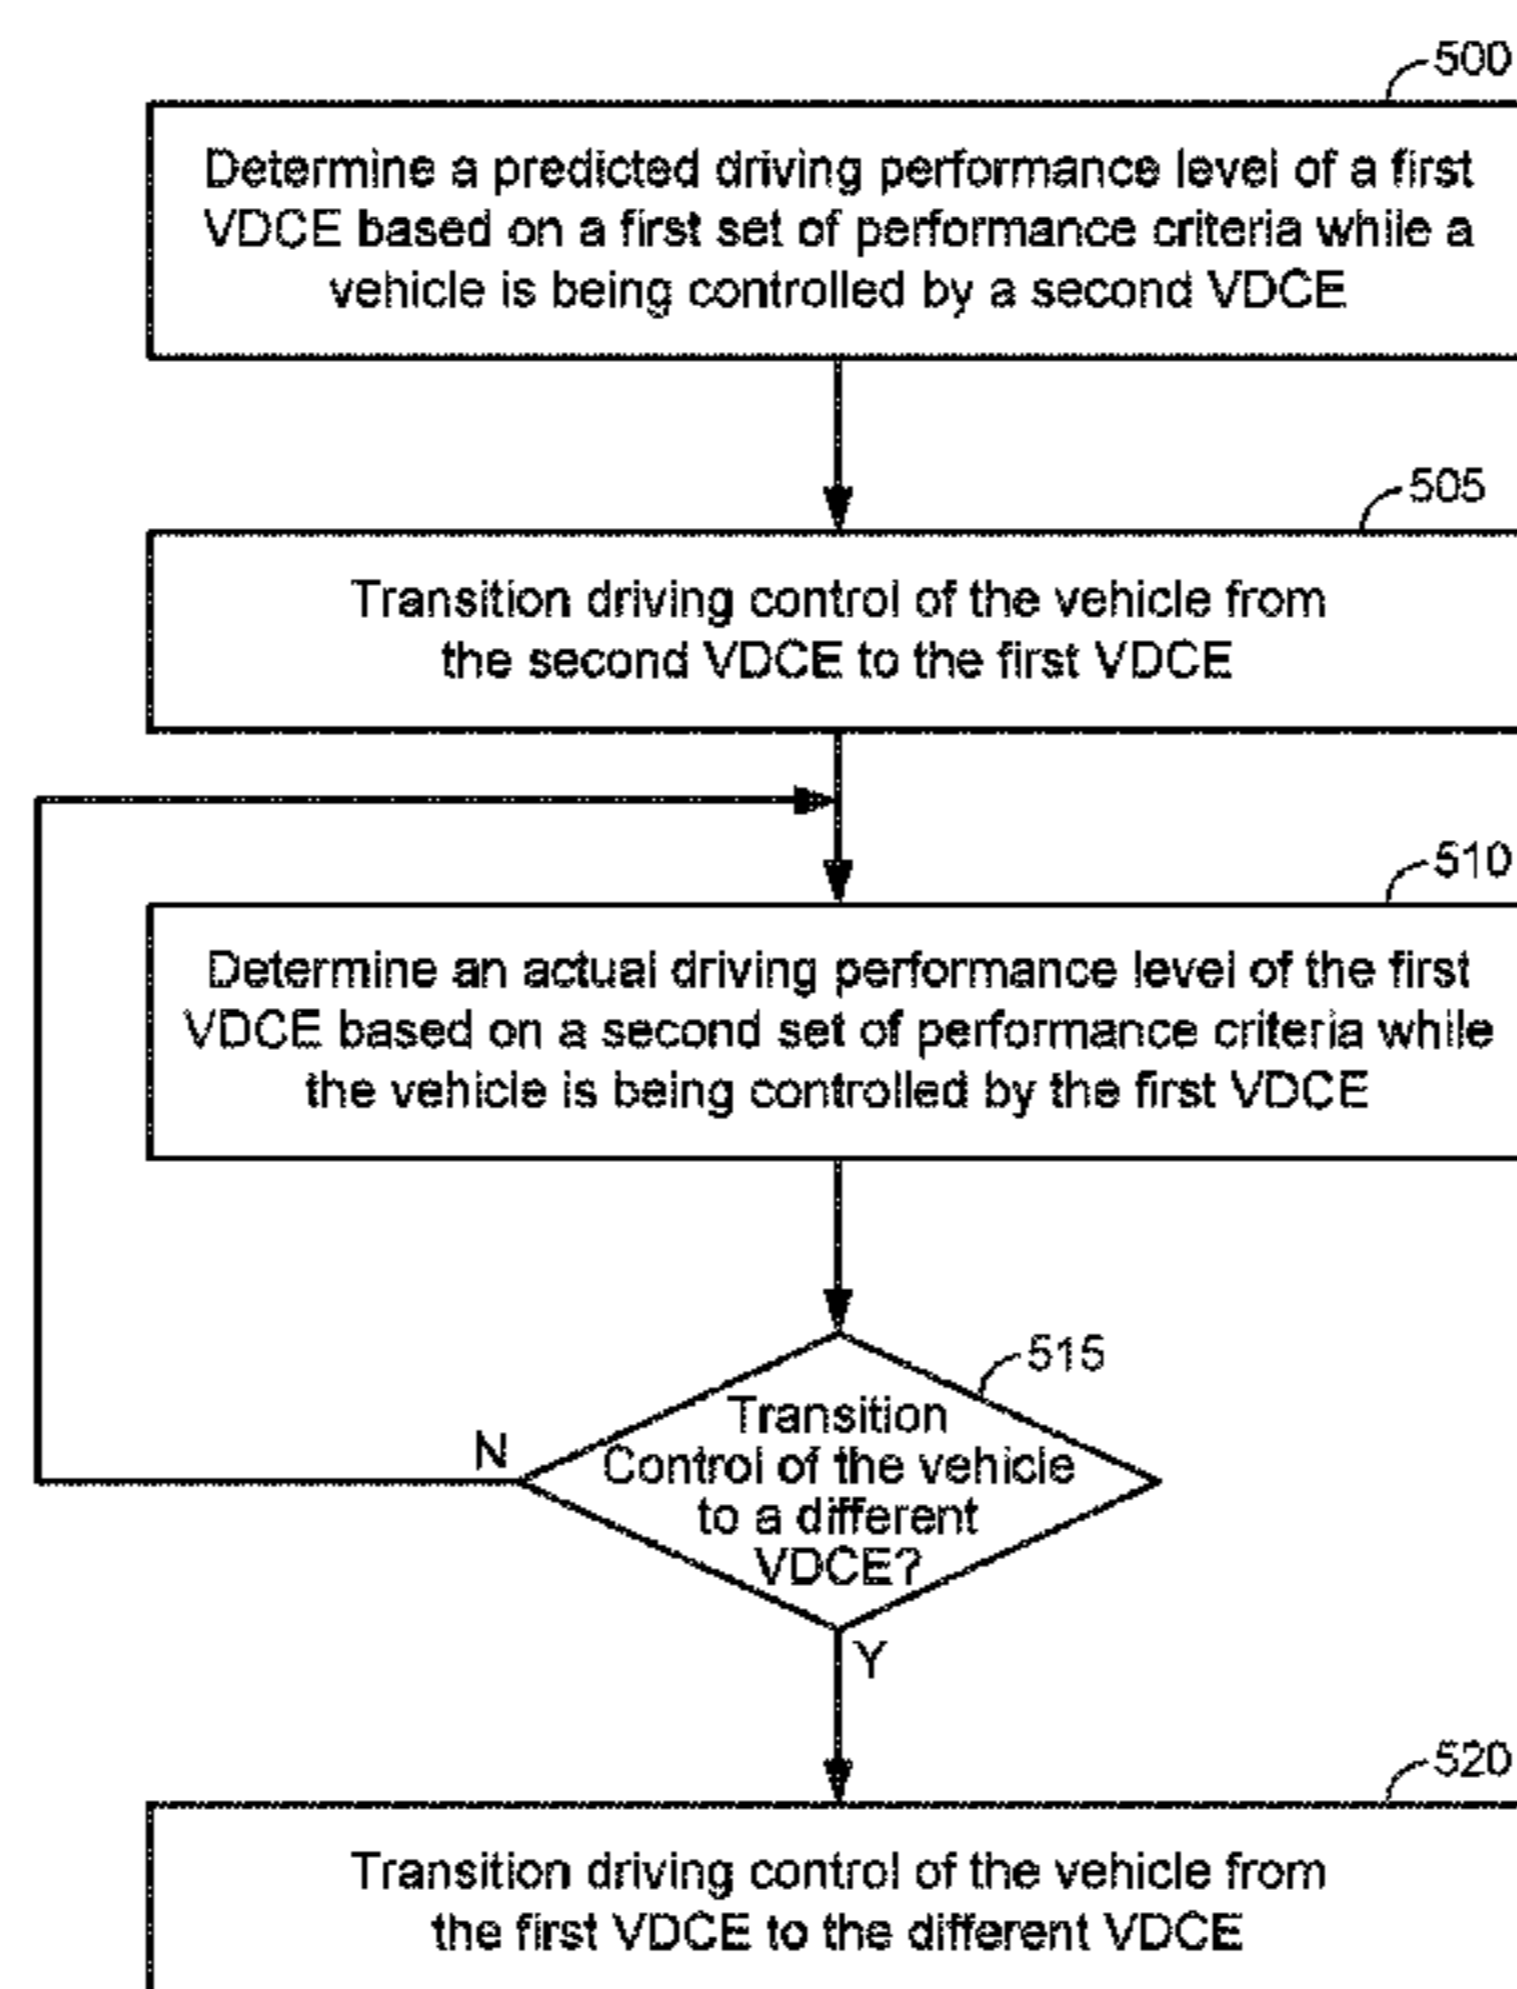 500
Determine a predicted driving performance level of a first
VDCE based on a first set of performance criteria while a
vehicle is being controlled by a second VDCE
505
Transition driving control of the vehicle from
the second VDCE to the first VDCE
510
Determine an actual driving performance level of the first
VDCE based on a second set of performance criteria while
the vehicle is being controlled by the first VDCE
515
Transition
Control of the vehicle
to a different
VDCE?
N
Y
520
Transition driving control of the vehicle from
the first VDCE to the different VDCE